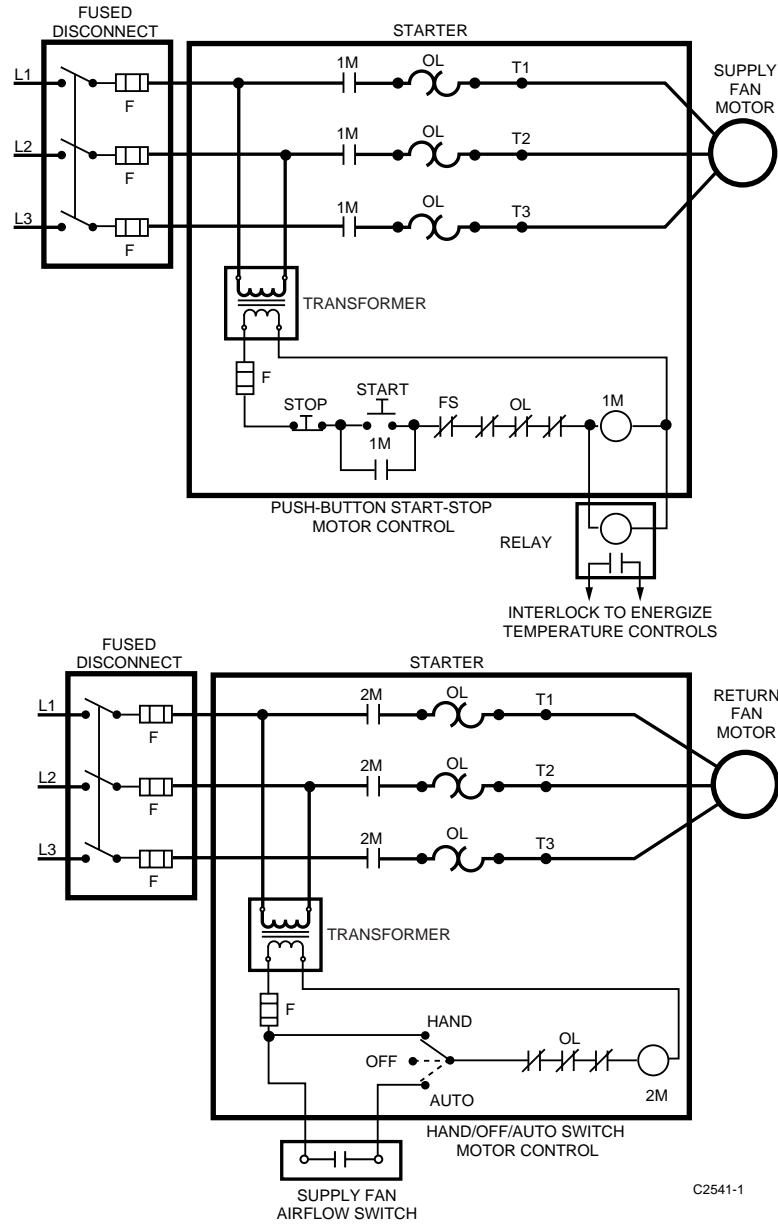 FUSED
DISCONNECT
STARTER
L1
F
1M
OL
T1
SUPPLY
FAN
MOTOR
L2
F
1M
OL
T2
L3
F
1M
OL
T3
TRANSFORMER
F
STOP
START
1M
FS
OL
1M
PUSH-BUTTON START-STOP
MOTOR CONTROL
RELAY
INTERLOCK TO ENERGIZE
TEMPERATURE CONTROLS
FUSED
DISCONNECT
STARTER
L1
F
2M
OL
T1
RETURN
FAN
MOTOR
L2
F
2M
OL
T2
L3
F
2M
OL
T3
TRANSFORMER
F
HAND
OFF
AUTO
OL
2M
HAND/OFF/AUTO SWITCH
MOTOR CONTROL
SUPPLY FAN
AIRFLOW SWITCH
C2541-1